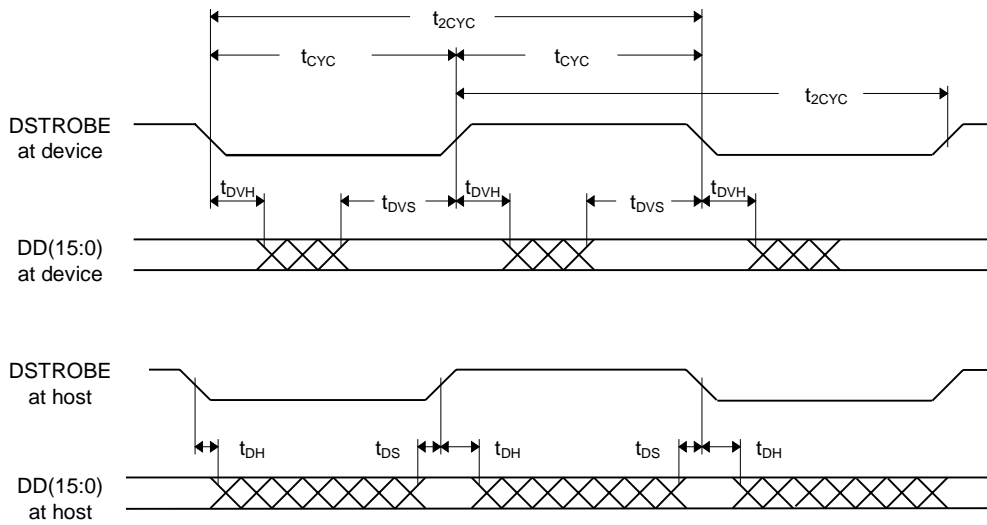 t2CYC
tCYC tCYC
t2CYC
DSTROBE
at device
tDVH tDVS tDVH tDVS tDVH
DD(15:0)
at device
DSTROBE
at host
tDH tDS tDH tDS tDH
DD(15:0)
at host